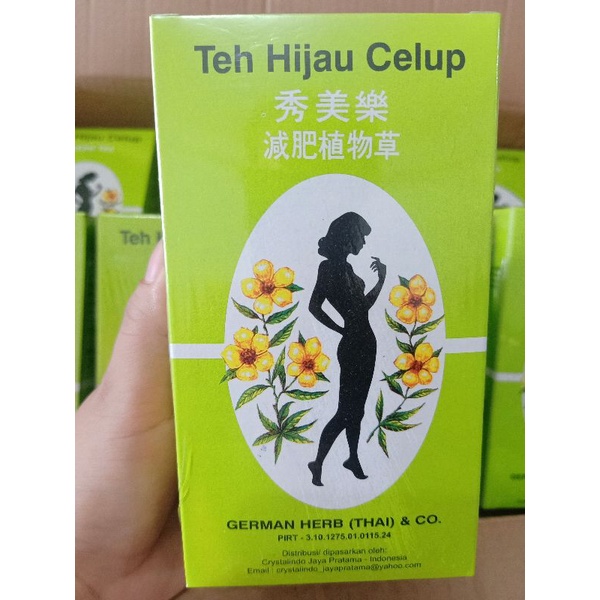 Teh Hijau Celup
秀美樂
減肥植物草
GERMAN HERB (THAI) & CO.
PIRT - 3.10.1275.01.0115.24
Distribusi/ dipasarkan oleh:
Crystalindo Jaya Pratama - Indonesia
Email : crystalindo_jayapratama@yahoo.com
Teh H